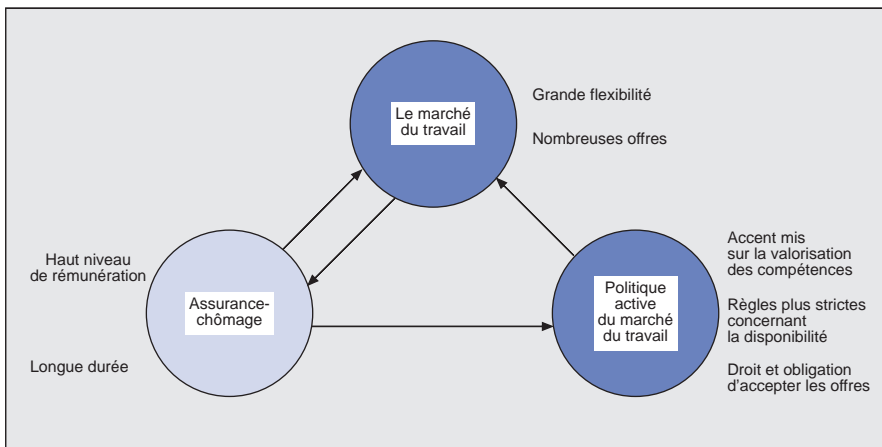 Le marché
du travail
Grande flexibilité
Nombreuses offres
Haut niveau
de rémunération
Longue durée
Assurance-
chômage
Politique
active
du marché
du travail
Accent mis
sur la valorisation
des compétences
Règles plus strictes
concernant
la disponibilité
Droit et obligation
d'accepter les offres